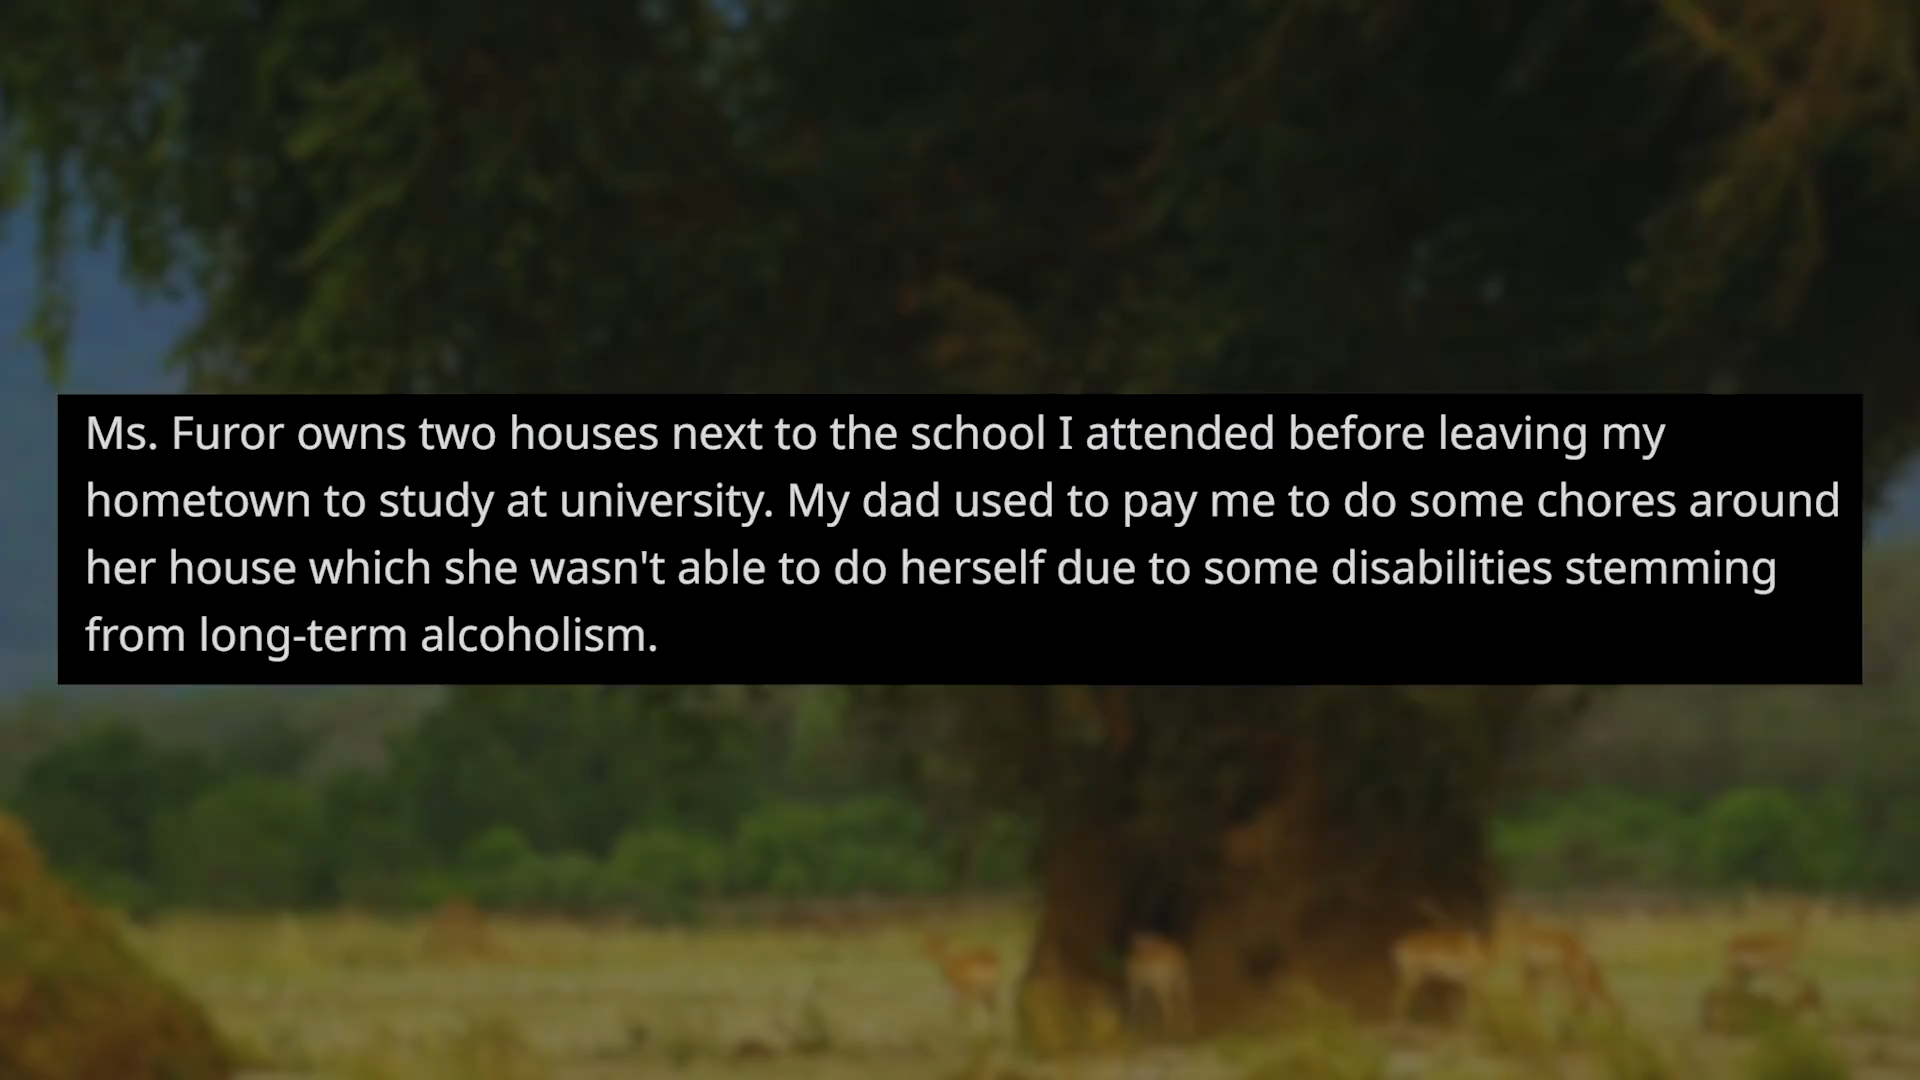 Ms. Furor owns two houses next to the school I attended before leaving my
hometown to study at university. My dad used to pay me to do some chores around
her house which she wasn't able to do herself due to some disabilities stemming
from long-term alcoholism.